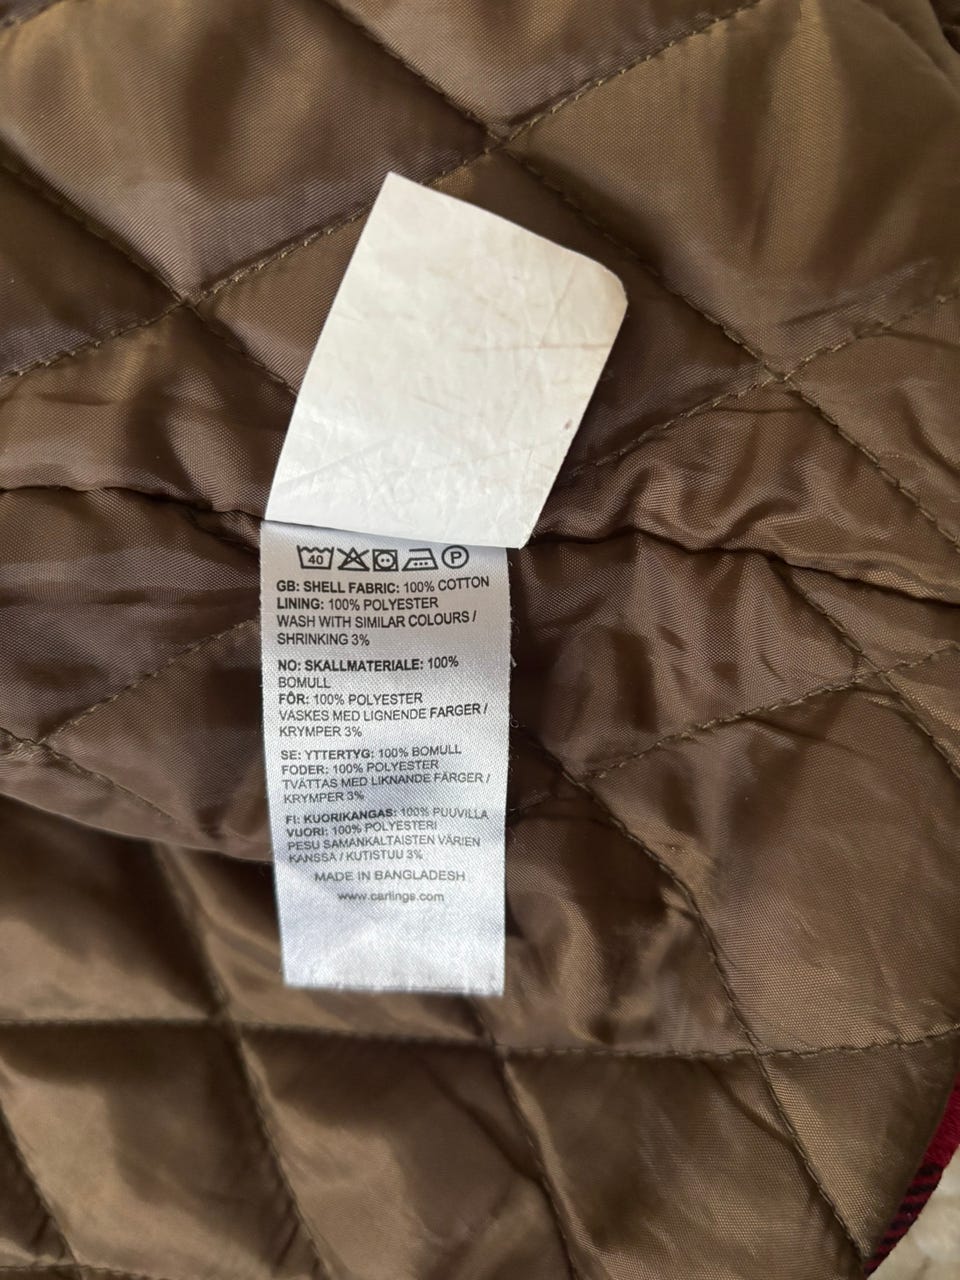 40 P
GB: SHELL FABRIC: 100% COTTON
LINING: 100% POLYESTER
WASH WITH SIMILAR COLOURS /
SHRINKING 3%
NO: SKALLMATERIALE: 100%
BOMULL
FÔR: 100% POLYESTER
VASKES MED LIGNENDE FARGER /
KRYMPER 3%
SE: YTTERTYG: 100% BOMULL
FODER: 100% POLYESTER
TVÄTTAS MED LIKNANDE FÄRGER /
KRYMPER 3%
FI: KUORIKANGAS: 100% PUUVILLA
VUORI: 100% POLYESTERI
PESU SAMANKALTAISTEN VÄRIEN
KANSSA / KUTISTUU 3%
MADE IN BANGLADESH
www.carlings.com